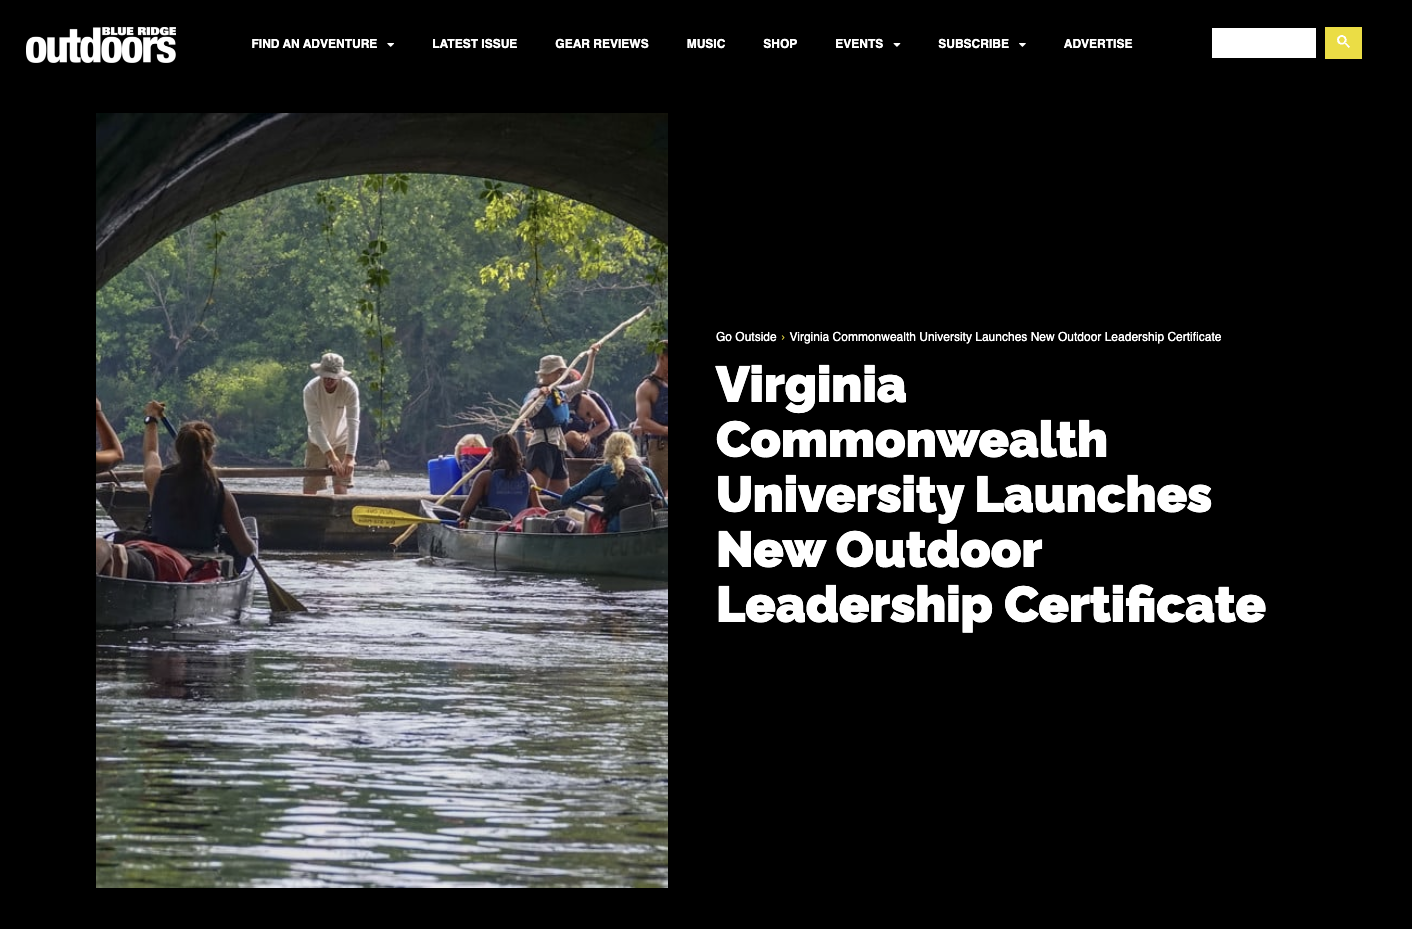 BLUE RIDGE
outdoors
FIND AN ADVENTURE LATEST ISSUE GEAR REVIEWS MUSIC SHOP EVENTS SUBSCRIBE ADVERTISE
Go Outside › Virginia Commonwealth University Launches New Outdoor Leadership Certificate
Virginia
Commonwealth
University Launches
New Outdoor
Leadership Certificate
VCU